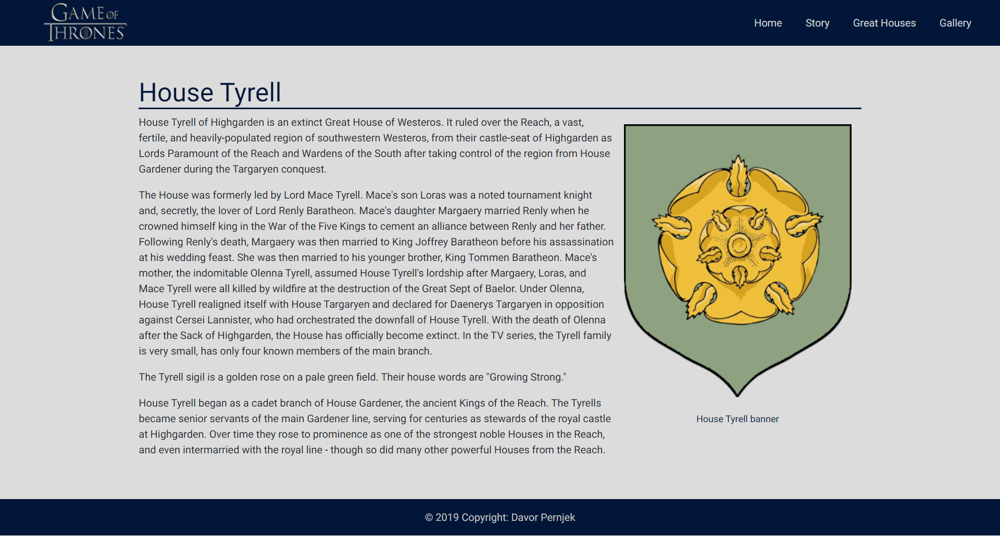 GAME OF
THRONES
Home Story Great Houses Gallery
House Tyrell
House Tyrell of Highgarden is an extinct Great House of Westeros. It ruled over the Reach, a vast,
fertile, and heavily-populated region of southwestern Westeros, from their castle-seat of Highgarden as
Lords Paramount of the Reach and Wardens of the South after taking control of the region from House
Gardener during the Targaryen conquest.
The House was formerly led by Lord Mace Tyrell. Mace's son Loras was a noted tournament knight
and, secretly, the lover of Lord Renly Baratheon. Mace's daughter Margaery married Renly when he
crowned himself king in the War of the Five Kings to cement an alliance between Renly and her father.
Following Renly's death, Margaery was then married to King Joffrey Baratheon before his assassination
at his wedding feast. She was then married to his younger brother, King Tommen Baratheon. Mace's
mother, the indomitable Olenna Tyrell, assumed House Tyrell's lordship after Margaery, Loras, and
Mace Tyrell were all killed by wildfire at the destruction of the Great Sept of Baelor. Under Olenna,
House Tyrell realigned itself with House Targaryen and declared for Daenerys Targaryen in opposition
against Cersei Lannister, who had orchestrated the downfall of House Tyrell. With the death of Olenna
after the Sack of Highgarden, the House has officially become extinct. In the TV series, the Tyrell family
is very small, has only four known members of the main branch.
The Tyrell sigil is a golden rose on a pale green field. Their house words are "Growing Strong."
House Tyrell began as a cadet branch of House Gardener, the ancient Kings of the Reach. The Tyrells
became senior servants of the main Gardener line, serving for centuries as stewards of the royal castle
at Highgarden. Over time they rose to prominence as one of the strongest noble Houses in the Reach,
and even intermarried with the royal line - though so did many other powerful Houses from the Reach.
House Tyrell banner
© 2019 Copyright: Davor Pernjek